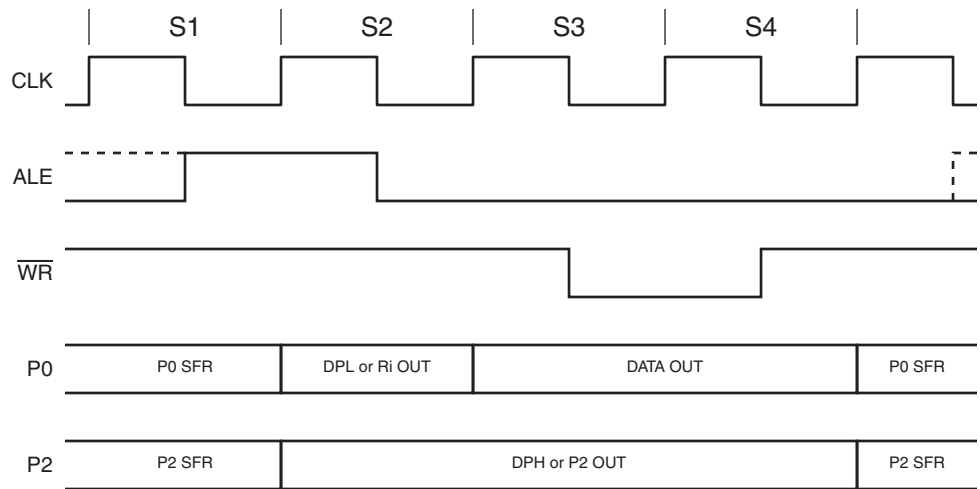 S1 S2 S3 S4
CLK
ALE
WR
P0 P0 SFR DPL or Ri OUT DATA OUT P0 SFR
P2 P2 SFR DPH or P2 OUT P2 SFR